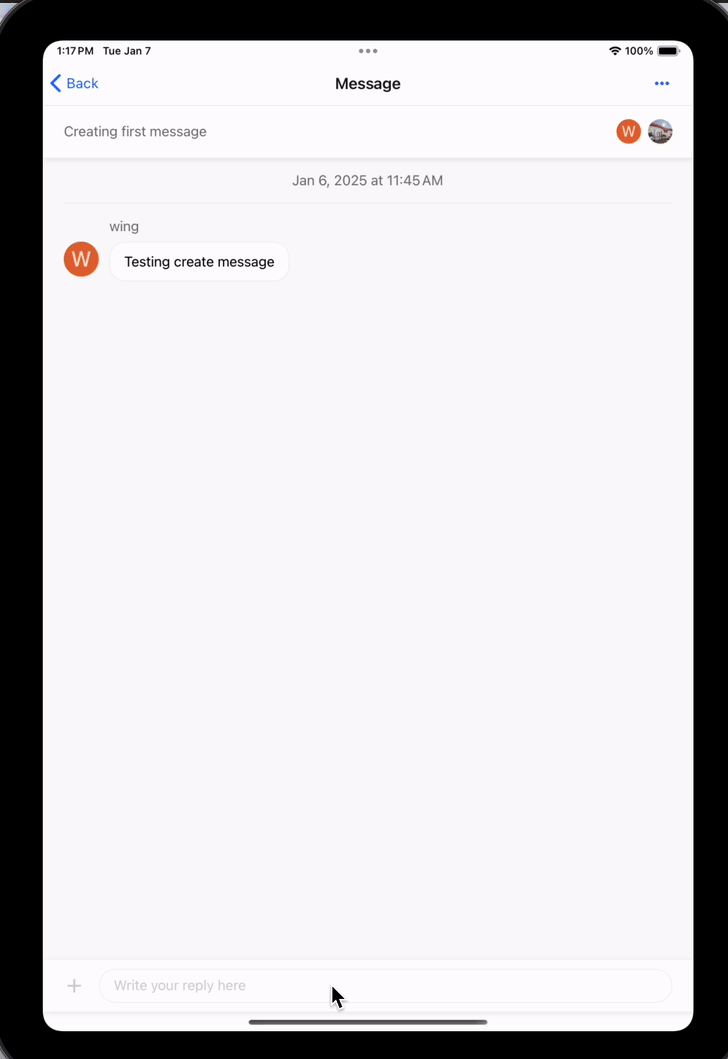 1:17 PM Tue Jan 7 100%
Back Message
Creating first message W
Jan 6, 2025 at 11:45 AM
wing
W Testing create message
Write your reply here